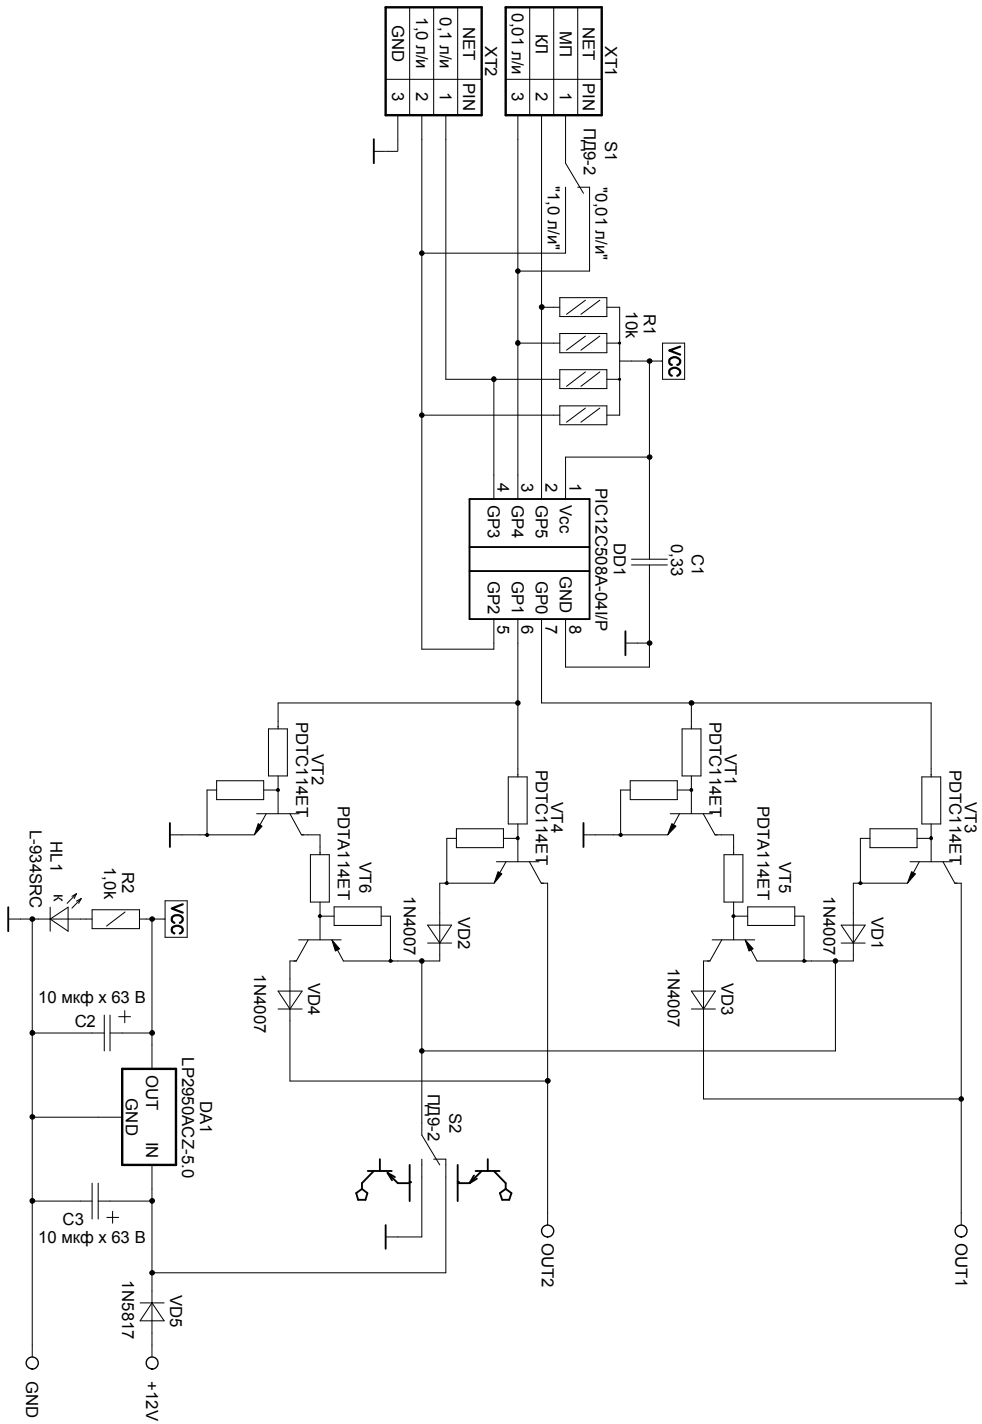 XT1
NET PIN
МП 1
КП 2
0,01 л/и 3
XT2
NET PIN
0,1 л/и 1
1,0 л/и 2
GND 3
S1
ПД9-2
"0,01 л/и"
"1,0 л/и"
R1
10k
VCC
C1
0,33
DD1
PIC12C508A-04I/P
1 Vcc
2 GP5
3 GP4
4 GP3
GND 8
GP0 7
GP1 6
GP2 5
VT3
PDTC114ET
VD1
1N4007
VT1
PDTC114ET
VT5
PDTA114ET
VD3
1N4007
OUT1
VT4
PDTC114ET
VD2
1N4007
VT2
PDTC114ET
VT6
PDTA114ET
VD4
1N4007
OUT2
S2
ПД9-2
VCC
R2
1,0k
HL1
L-934SRC
к
10 мкф x 63 В
C2
+
DA1
LP2950ACZ-5.0
OUT
IN
GND
C3
+
10 мкф x 63 В
VD5
1N5817
+12V
GND